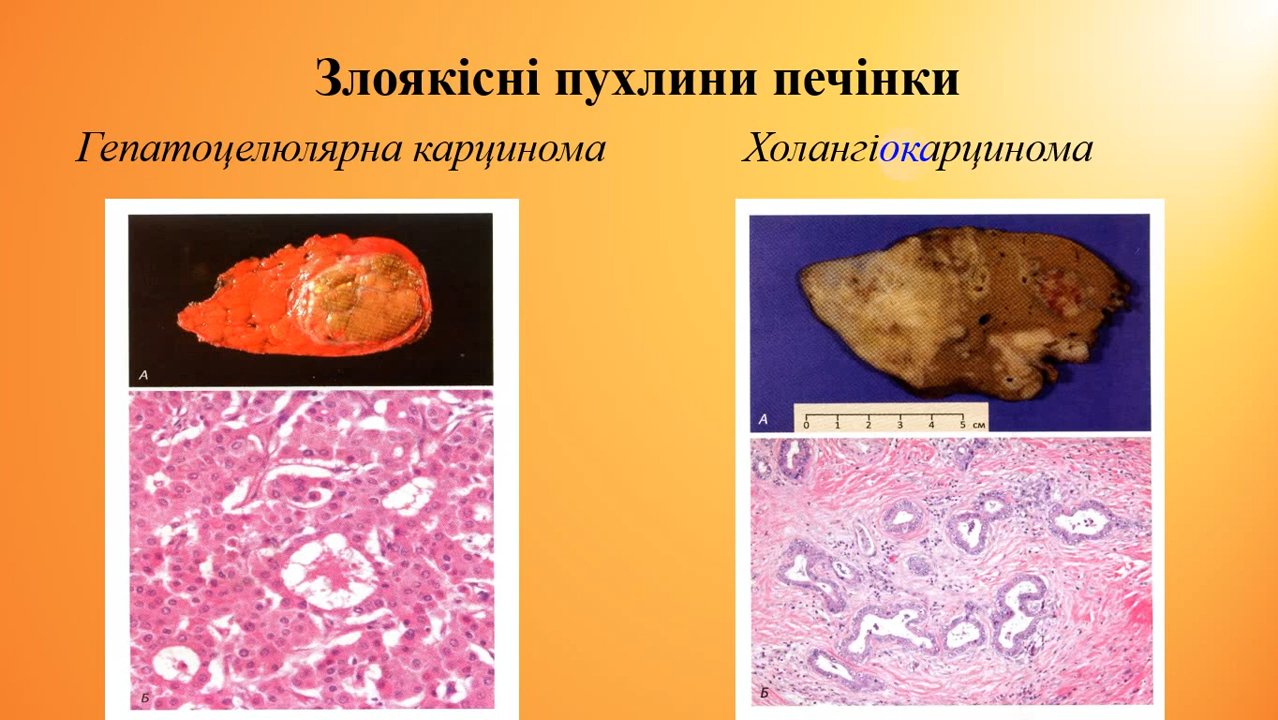 Злоякісні пухлини печінки
Гепатоцелюлярна карцинома
Холангіокарцинома
А
Б
А
0 1 2 3 4 5 см
Б